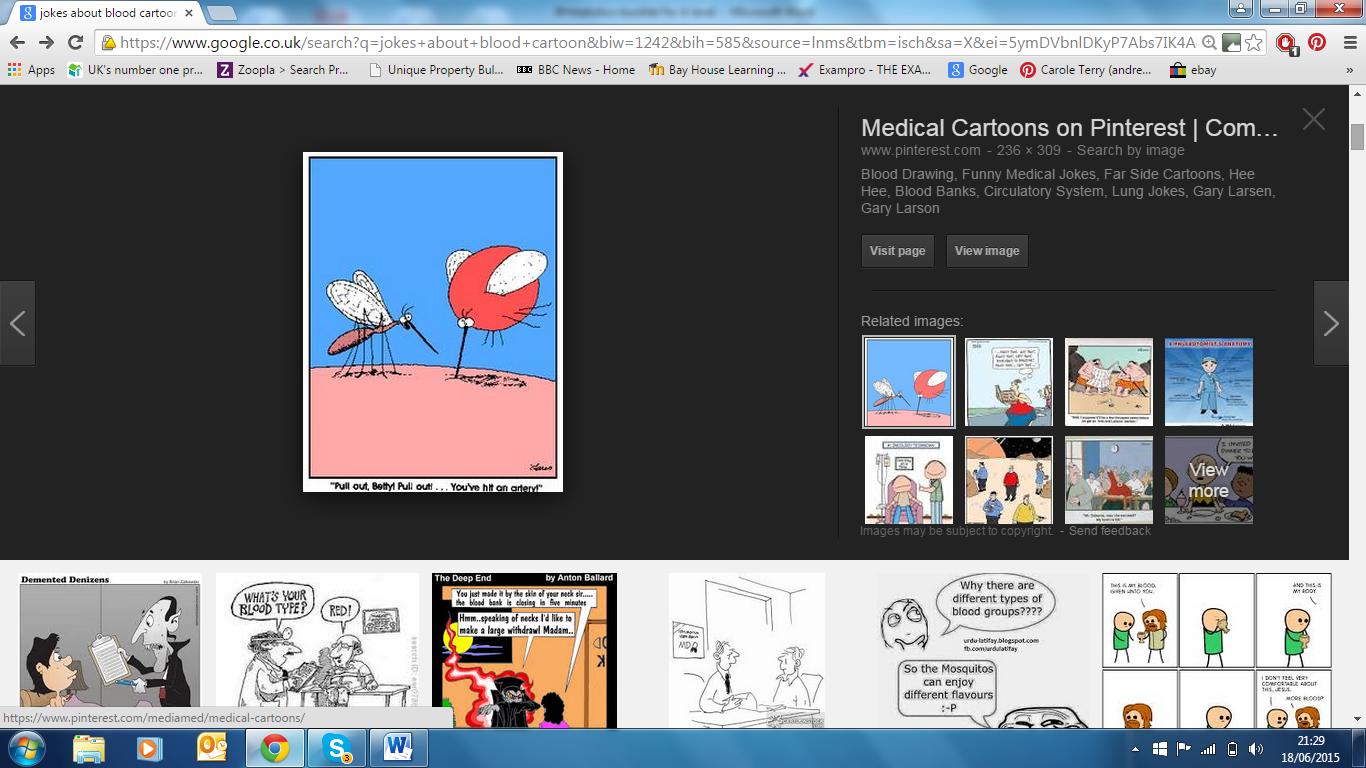 jokes about blood cartoon
https://www.google.co.uk/search?q=jokes+about+blood+cartoon&biw=1242&bih=585&source=lnms&tbm=isch&sa=X&ei=5ymDVbnlDKyP7Abs7IK4A
1
Apps UK's number one pr... Zoopla > Search Pr... Unique Property Bul... BBC News - Home Bay House Learning ... Exampro - THE EXA... Google Carole Terry (andre... ebay »
Medical Cartoons on Pinterest | Com...
www.pinterest.com - 236 × 309 - Search by image
Blood Drawing, Funny Medical Jokes, Far Side Cartoons, Hee
Hee, Blood Banks, Circulatory System, Lung Jokes, Gary Larsen,
Gary Larson
Visit page View image
Related images:
View
more
Images may be subject to copyright. - Send feedback
"Pull out, Betty! Pull out! . . . You've hit an artery!"
Demented Denizens
WHAT'S YOUR
BLOOD TYPE?
RED!
The Deep End by Anton Ballard
You just made it by the skin of your neck sir.....
the blood bank is closing in five minutes
Hmm..speaking of necks I'd like to
make a large withdrawl Madam..
Why there are
different types of
blood groups????
urdu-latifay.blogspot.com
fb.com/urdulatifay
So the Mosquitos
can enjoy
different flavours
:-P
THIS IS MY BLOOD,
GIVEN UNTO YOU.
AND THIS IS
MY BODY.
I DON'T FEEL VERY
COMFORTABLE ABOUT
THIS, JESUS.
MORE BLOOD?
https://www.pinterest.com/mediamed/medical-cartoons/
3
21:29
18/06/2015